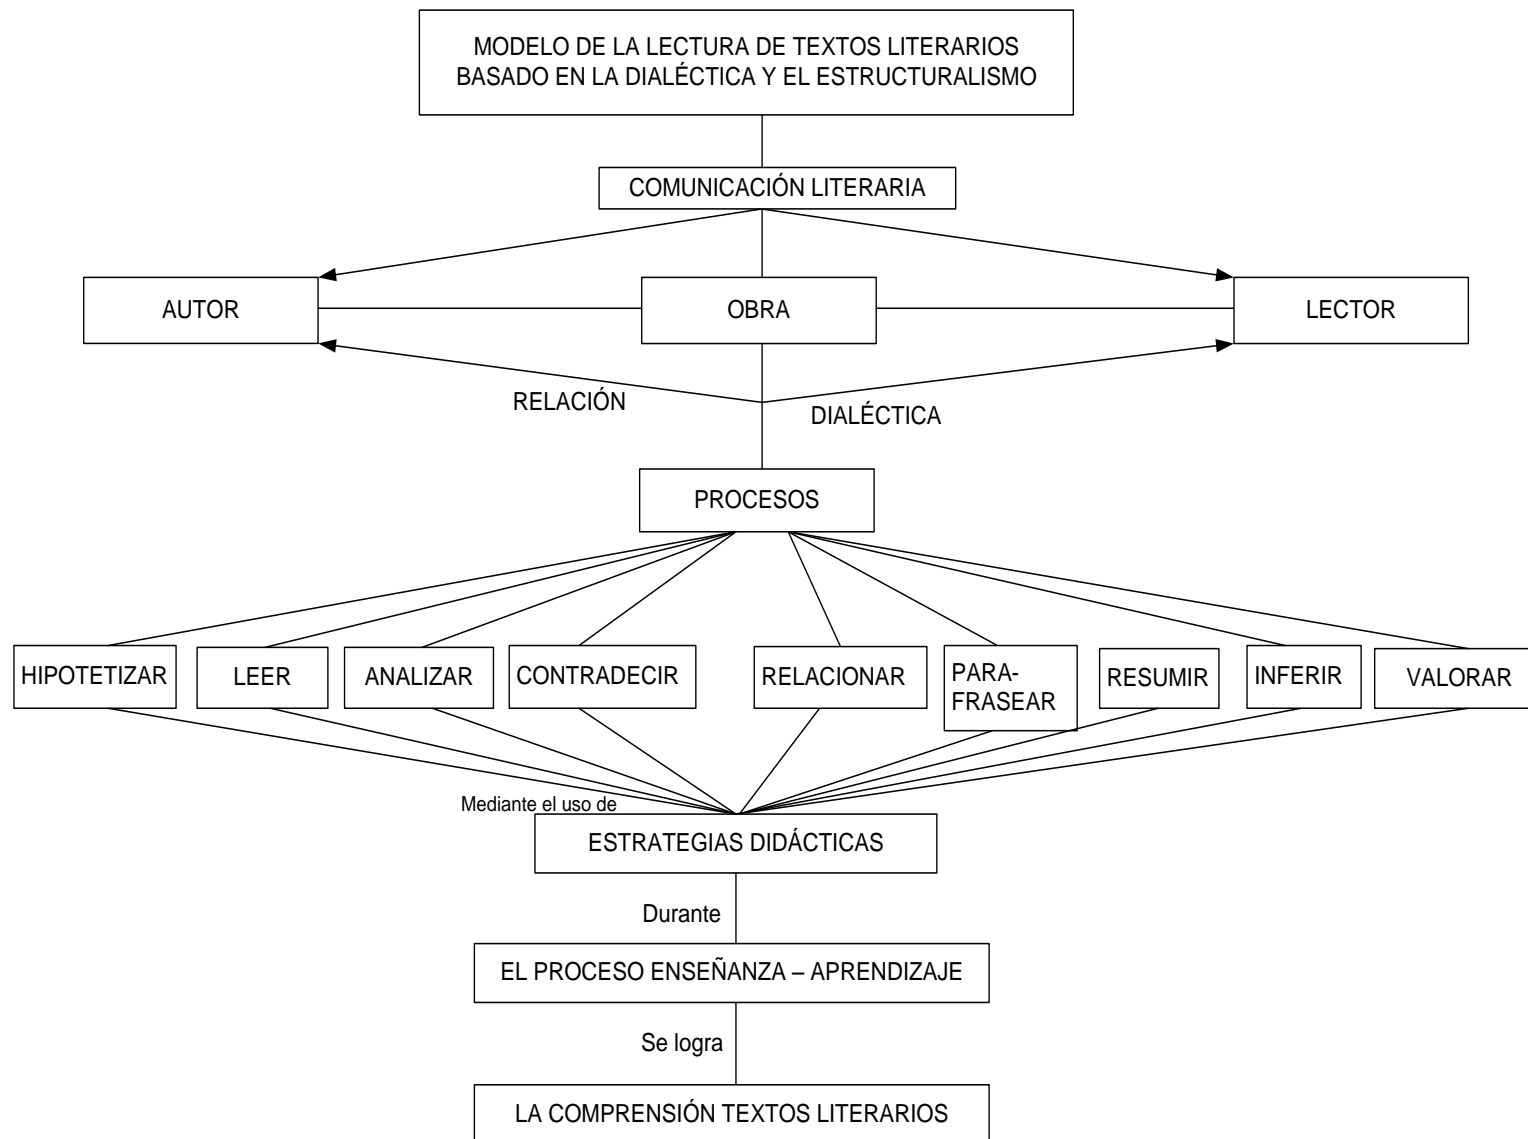 MODELO DE LA LECTURA DE TEXTOS LITERARIOS
BASADO EN LA DIALÉCTICA Y EL ESTRUCTURALISMO
COMUNICACIÓN LITERARIA
AUTOR
OBRA
LECTOR
RELACIÓN
DIALÉCTICA
PROCESOS
HIPOTETIZAR
LEER
ANALIZAR
CONTRADECIR
RELACIONAR
PARA-
FRASEAR
RESUMIR
INFERIR
VALORAR
Mediante el uso de
ESTRATEGIAS DIDÁCTICAS
Durante
EL PROCESO ENSEÑANZA – APRENDIZAJE
Se logra
LA COMPRENSIÓN TEXTOS LITERARIOS